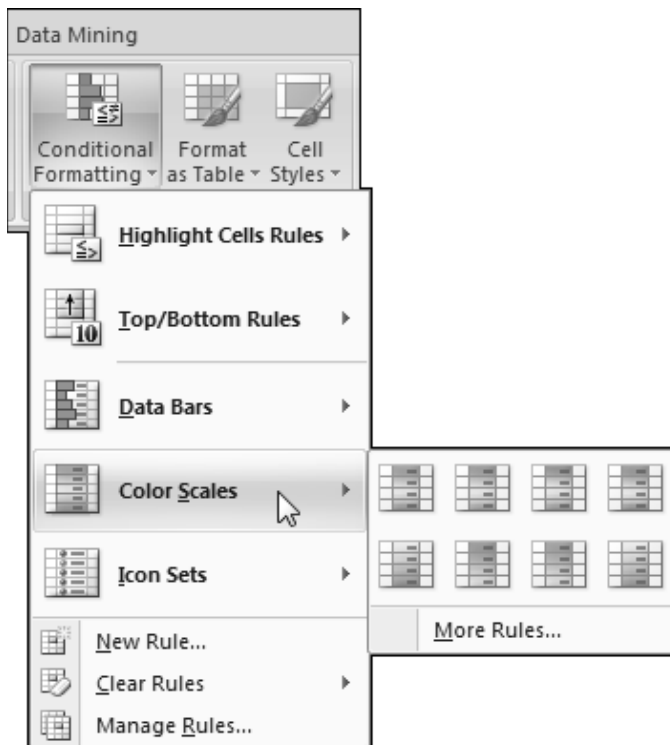 Data Mining
Conditional Formatting
Format as Table
Cell Styles
Highlight Cells Rules
Top/Bottom Rules
10
Data Bars
Color Scales
Icon Sets
More Rules...
New Rule...
Clear Rules
Manage Rules...